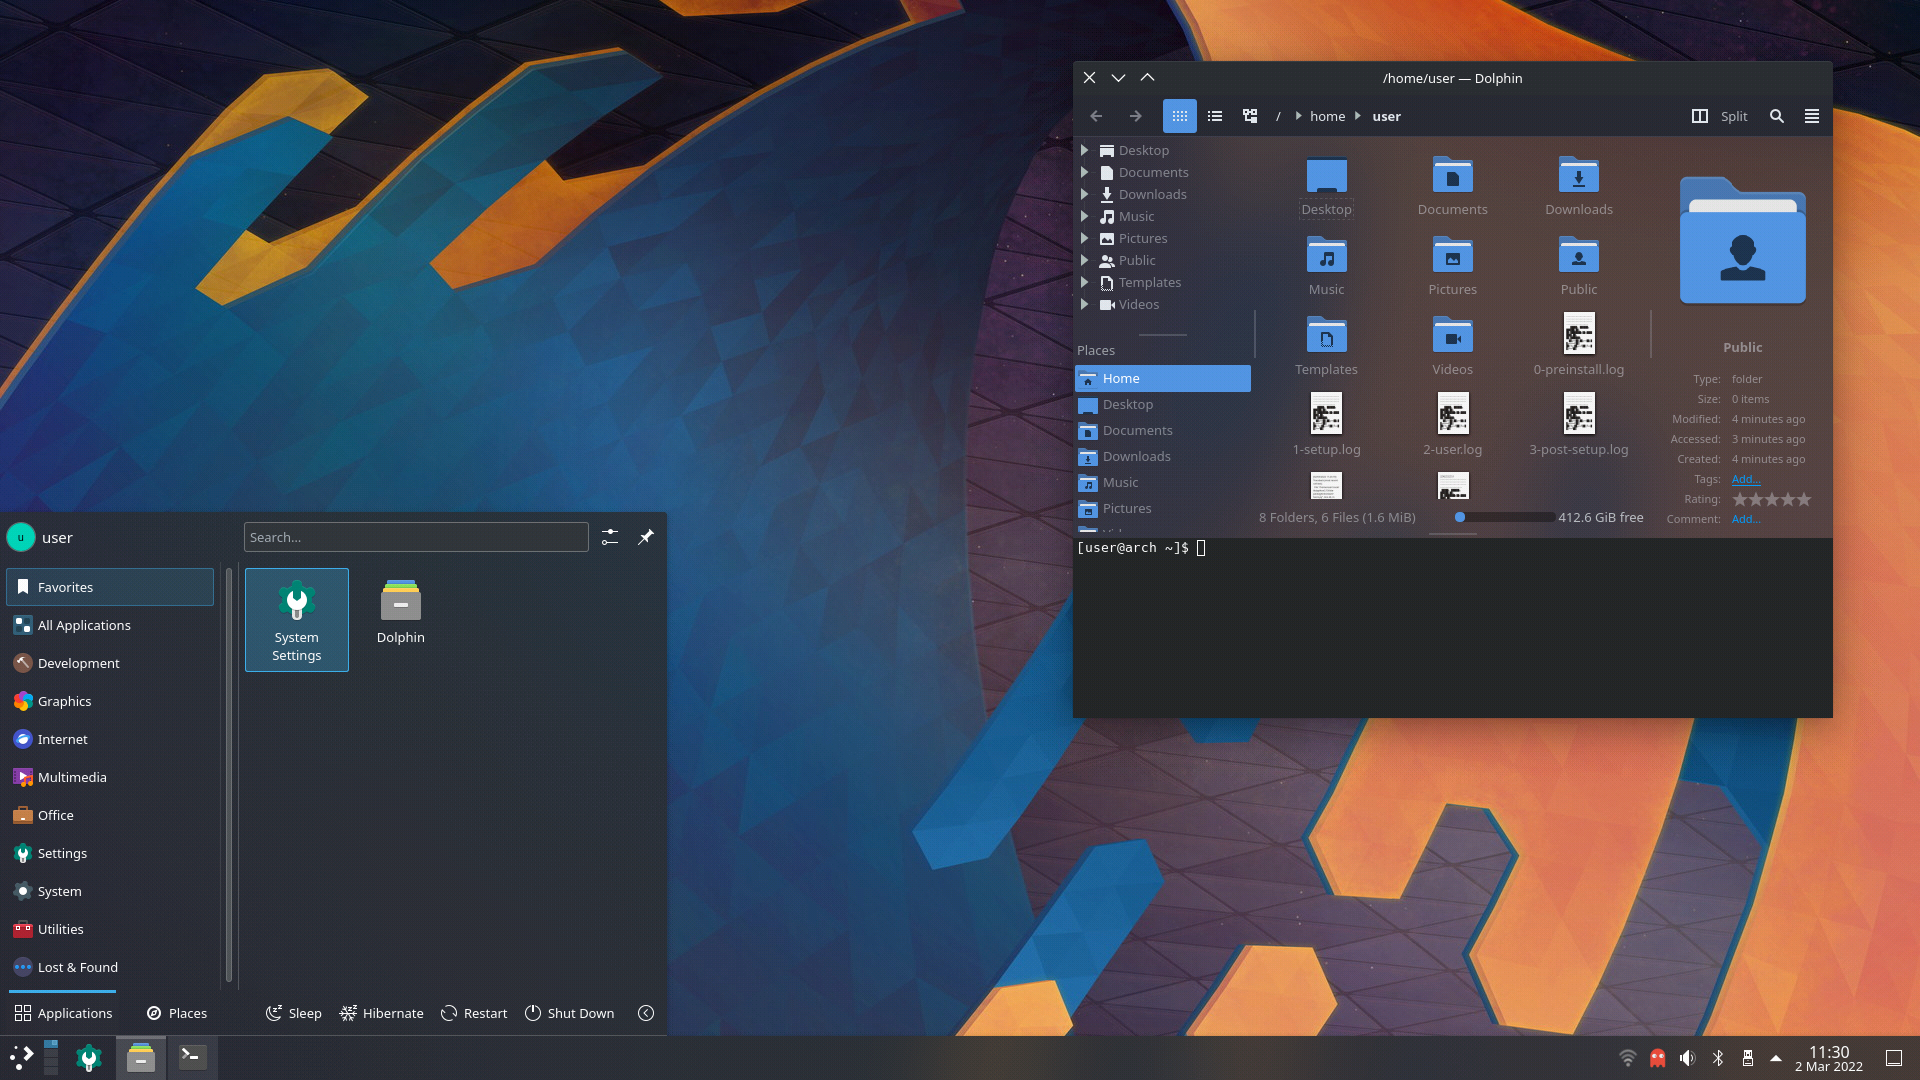 /home/user — Dolphin
/ home user
Split
Desktop
Documents
Downloads
Music
Pictures
Public
Templates
Videos
Places
Home
Desktop
Documents
Downloads
Music
Pictures
Desktop Documents Downloads
Music Pictures Public
Templates Videos 0-preinstall.log
1-setup.log 2-user.log 3-post-setup.log
8 Folders, 6 Files (1.6 MiB) 412.6 GiB free
Public
Type: folder
Size: 0 items
Modified: 4 minutes ago
Accessed: 3 minutes ago
Created: 4 minutes ago
Tags: Add...
Rating:
Comment: Add...
[user@arch ~]$
u user
Search...
Favorites
All Applications
Development
Graphics
Internet
Multimedia
Office
Settings
System
Utilities
Lost & Found
System
Settings
Dolphin
Applications Places Sleep Hibernate Restart Shut Down
11:30
2 Mar 2022